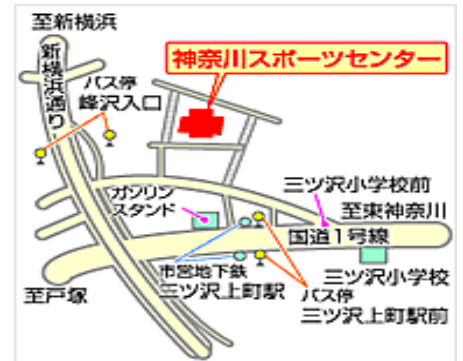 至新横浜
新横浜通り
バス停
峰沢入口
神奈川スポーツセンター
ガソリン
スタンド
三ツ沢小学校前
至東神奈川
国道1号線
市営地下鉄
三ツ沢上町駅
三ツ沢小学校
バス停
三ツ沢上町駅前
至戸塚